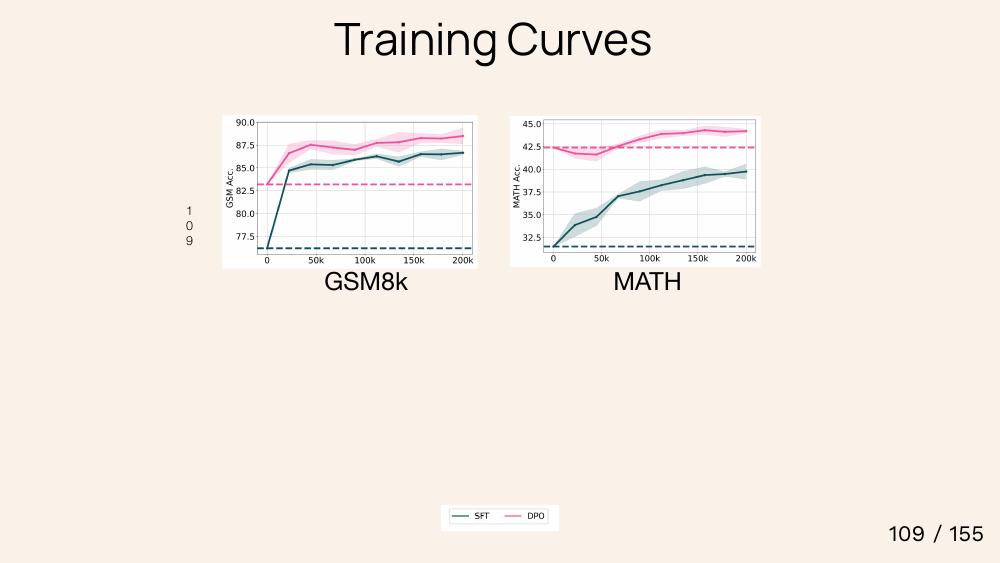 Training Curves
90.0
87.5
85.0
82.5
80.0
77.5
GSM Acc.
0 50k 100k 150k 200k
GSM8k
45.0
42.5
40.0
37.5
35.0
32.5
MATH Acc.
0 50k 100k 150k 200k
MATH
1
0
9
SFT DPO
109 / 155